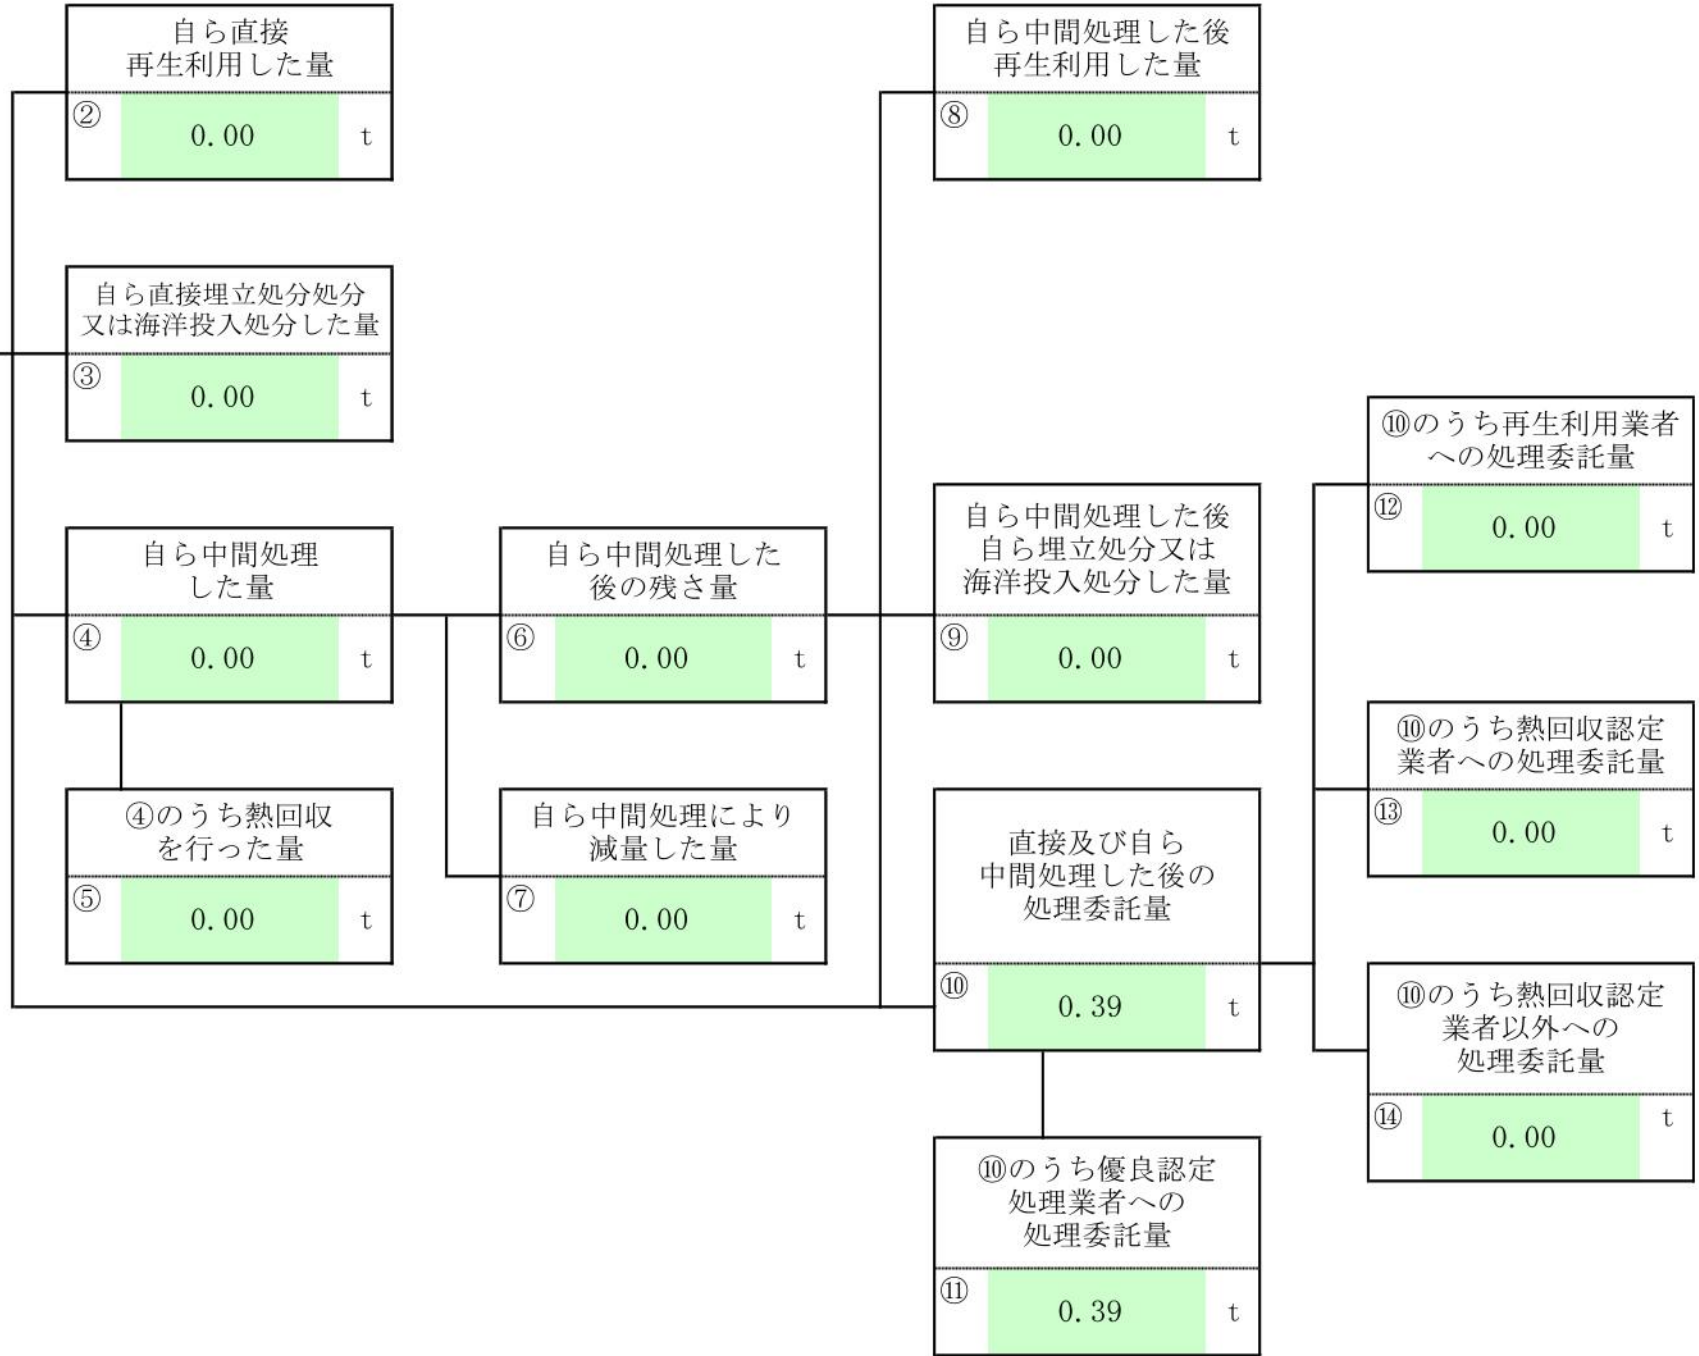 自ら直接
再生利用した量
② 0.00 t
自ら中間処理した後
再生利用した量
⑧ 0.00 t
自ら直接埋立処分処分
又は海洋投入処分した量
③ 0.00 t
⑩のうち再生利用業者
への処理委託量
⑫ 0.00 t
自ら中間処理
した量
④ 0.00 t
自ら中間処理した
後の残さ量
⑥ 0.00 t
自ら中間処理した後
自ら埋立処分又は
海洋投入処分した量
⑨ 0.00 t
⑩のうち熱回収認定
業者への処理委託量
⑬ 0.00 t
④のうち熱回収
を行った量
⑤ 0.00 t
自ら中間処理により
減量した量
⑦ 0.00 t
直接及び自ら
中間処理した後の
処理委託量
⑩ 0.39 t
⑩のうち熱回収認定
業者以外への
処理委託量
⑭ 0.00 t
⑩のうち優良認定
処理業者への
処理委託量
⑪ 0.39 t